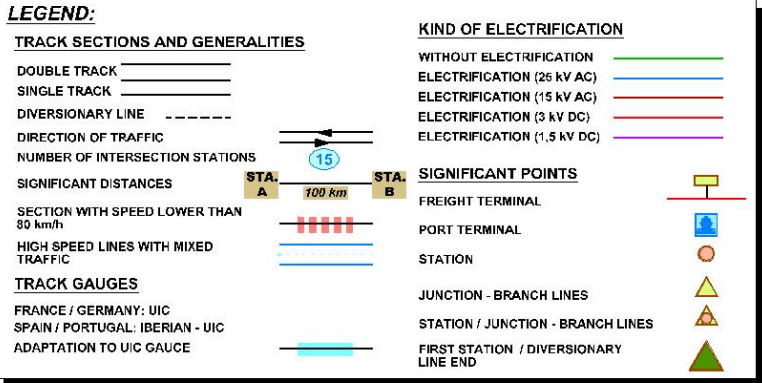 LEGEND:
TRACK SECTIONS AND GENERALITIES
DOUBLE TRACK
SINGLE TRACK
DIVERSIONARY LINE
DIRECTION OF TRAFFIC
NUMBER OF INTERSECTION STATIONS
15
SIGNIFICANT DISTANCES
STA. A
100 km
STA. B
SECTION WITH SPEED LOWER THAN
80 km/h
HIGH SPEED LINES WITH MIXED
TRAFFIC
TRACK GAUGES
FRANCE / GERMANY: UIC
SPAIN / PORTUGAL: IBERIAN - UIC
ADAPTATION TO UIC GAUCE
KIND OF ELECTRIFICATION
WITHOUT ELECTRIFICATION
ELECTRIFICATION (25 kV AC)
ELECTRIFICATION (15 kV AC)
ELECTRIFICATION (3 kV DC)
ELECTRIFICATION (1,5 kV DC)
SIGNIFICANT POINTS
FREIGHT TERMINAL
PORT TERMINAL
STATION
JUNCTION - BRANCH LINES
STATION / JUNCTION - BRANCH LINES
FIRST STATION / DIVERSIONARY
LINE END